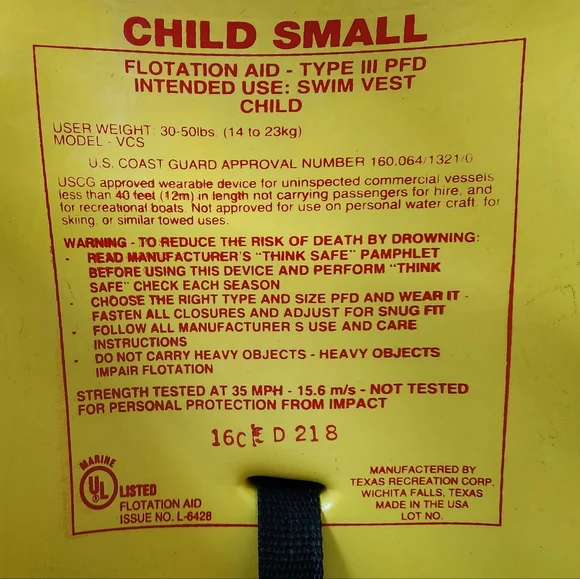 CHILD SMALL
FLOTATION AID - TYPE III PFD
INTENDED USE: SWIM VEST
CHILD
USER WEIGHT: 30-50lbs. (14 to 23kg)
MODEL - VCS
U.S. COAST GUARD APPROVAL NUMBER 160.064/1321/0
USCG approved wearable device for uninspected commercial vessels
less than 40 feet (12m) in length not carrying passengers for hire, and
for recreational boats. Not approved for use on personal water craft, for
skiing, or similar towed uses.
WARNING - TO REDUCE THE RISK OF DEATH BY DROWNING:
- READ MANUFACTURER'S "THINK SAFE" PAMPHLET
BEFORE USING THIS DEVICE AND PERFORM "THINK
SAFE" CHECK EACH SEASON
- CHOOSE THE RIGHT TYPE AND SIZE PFD AND WEAR IT -
FASTEN ALL CLOSURES AND ADJUST FOR SNUG FIT
- FOLLOW ALL MANUFACTURER S USE AND CARE
INSTRUCTIONS
- DO NOT CARRY HEAVY OBJECTS - HEAVY OBJECTS
IMPAIR FLOTATION
STRENGTH TESTED AT 35 MPH - 15.6 m/s - NOT TESTED
FOR PERSONAL PROTECTION FROM IMPACT
D 218
MARINE
UL LISTED
FLOTATION AID
ISSUE NO. L-6428
MANUFACTURED BY
TEXAS RECREATION CORP.
WICHITA FALLS, TEXAS
MADE IN THE USA
LOT NO.